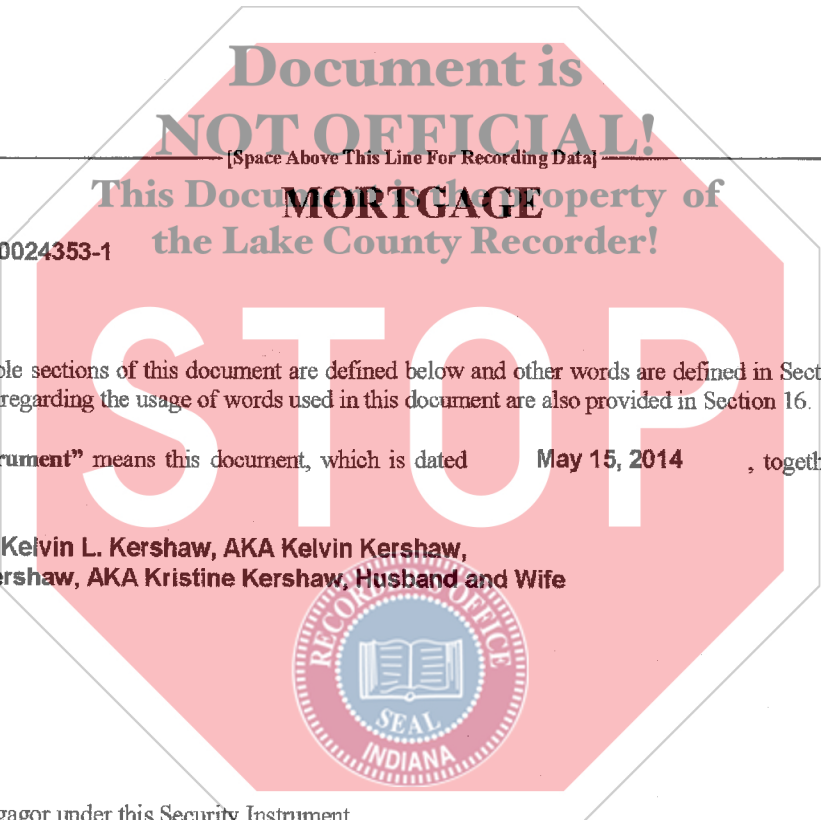 Document is
NOT OFFICIAL!
[Space Above This Line For Recording Data]
This Document is the property of
MORTGAGE
the Lake County Recorder!
0024353-1
STOP
ple sections of this document are defined below and other words are defined in Sect
regarding the usage of words used in this document are also provided in Section 16.
rument” means this document, which is dated May 15, 2014 , togeth
Kelvin L. Kershaw, AKA Kelvin Kershaw,
ershaw, AKA Kristine Kershaw, Husband and Wife
RECORDER'S OFFICE
SEAL
INDIANA
gagor under this Security Instrument